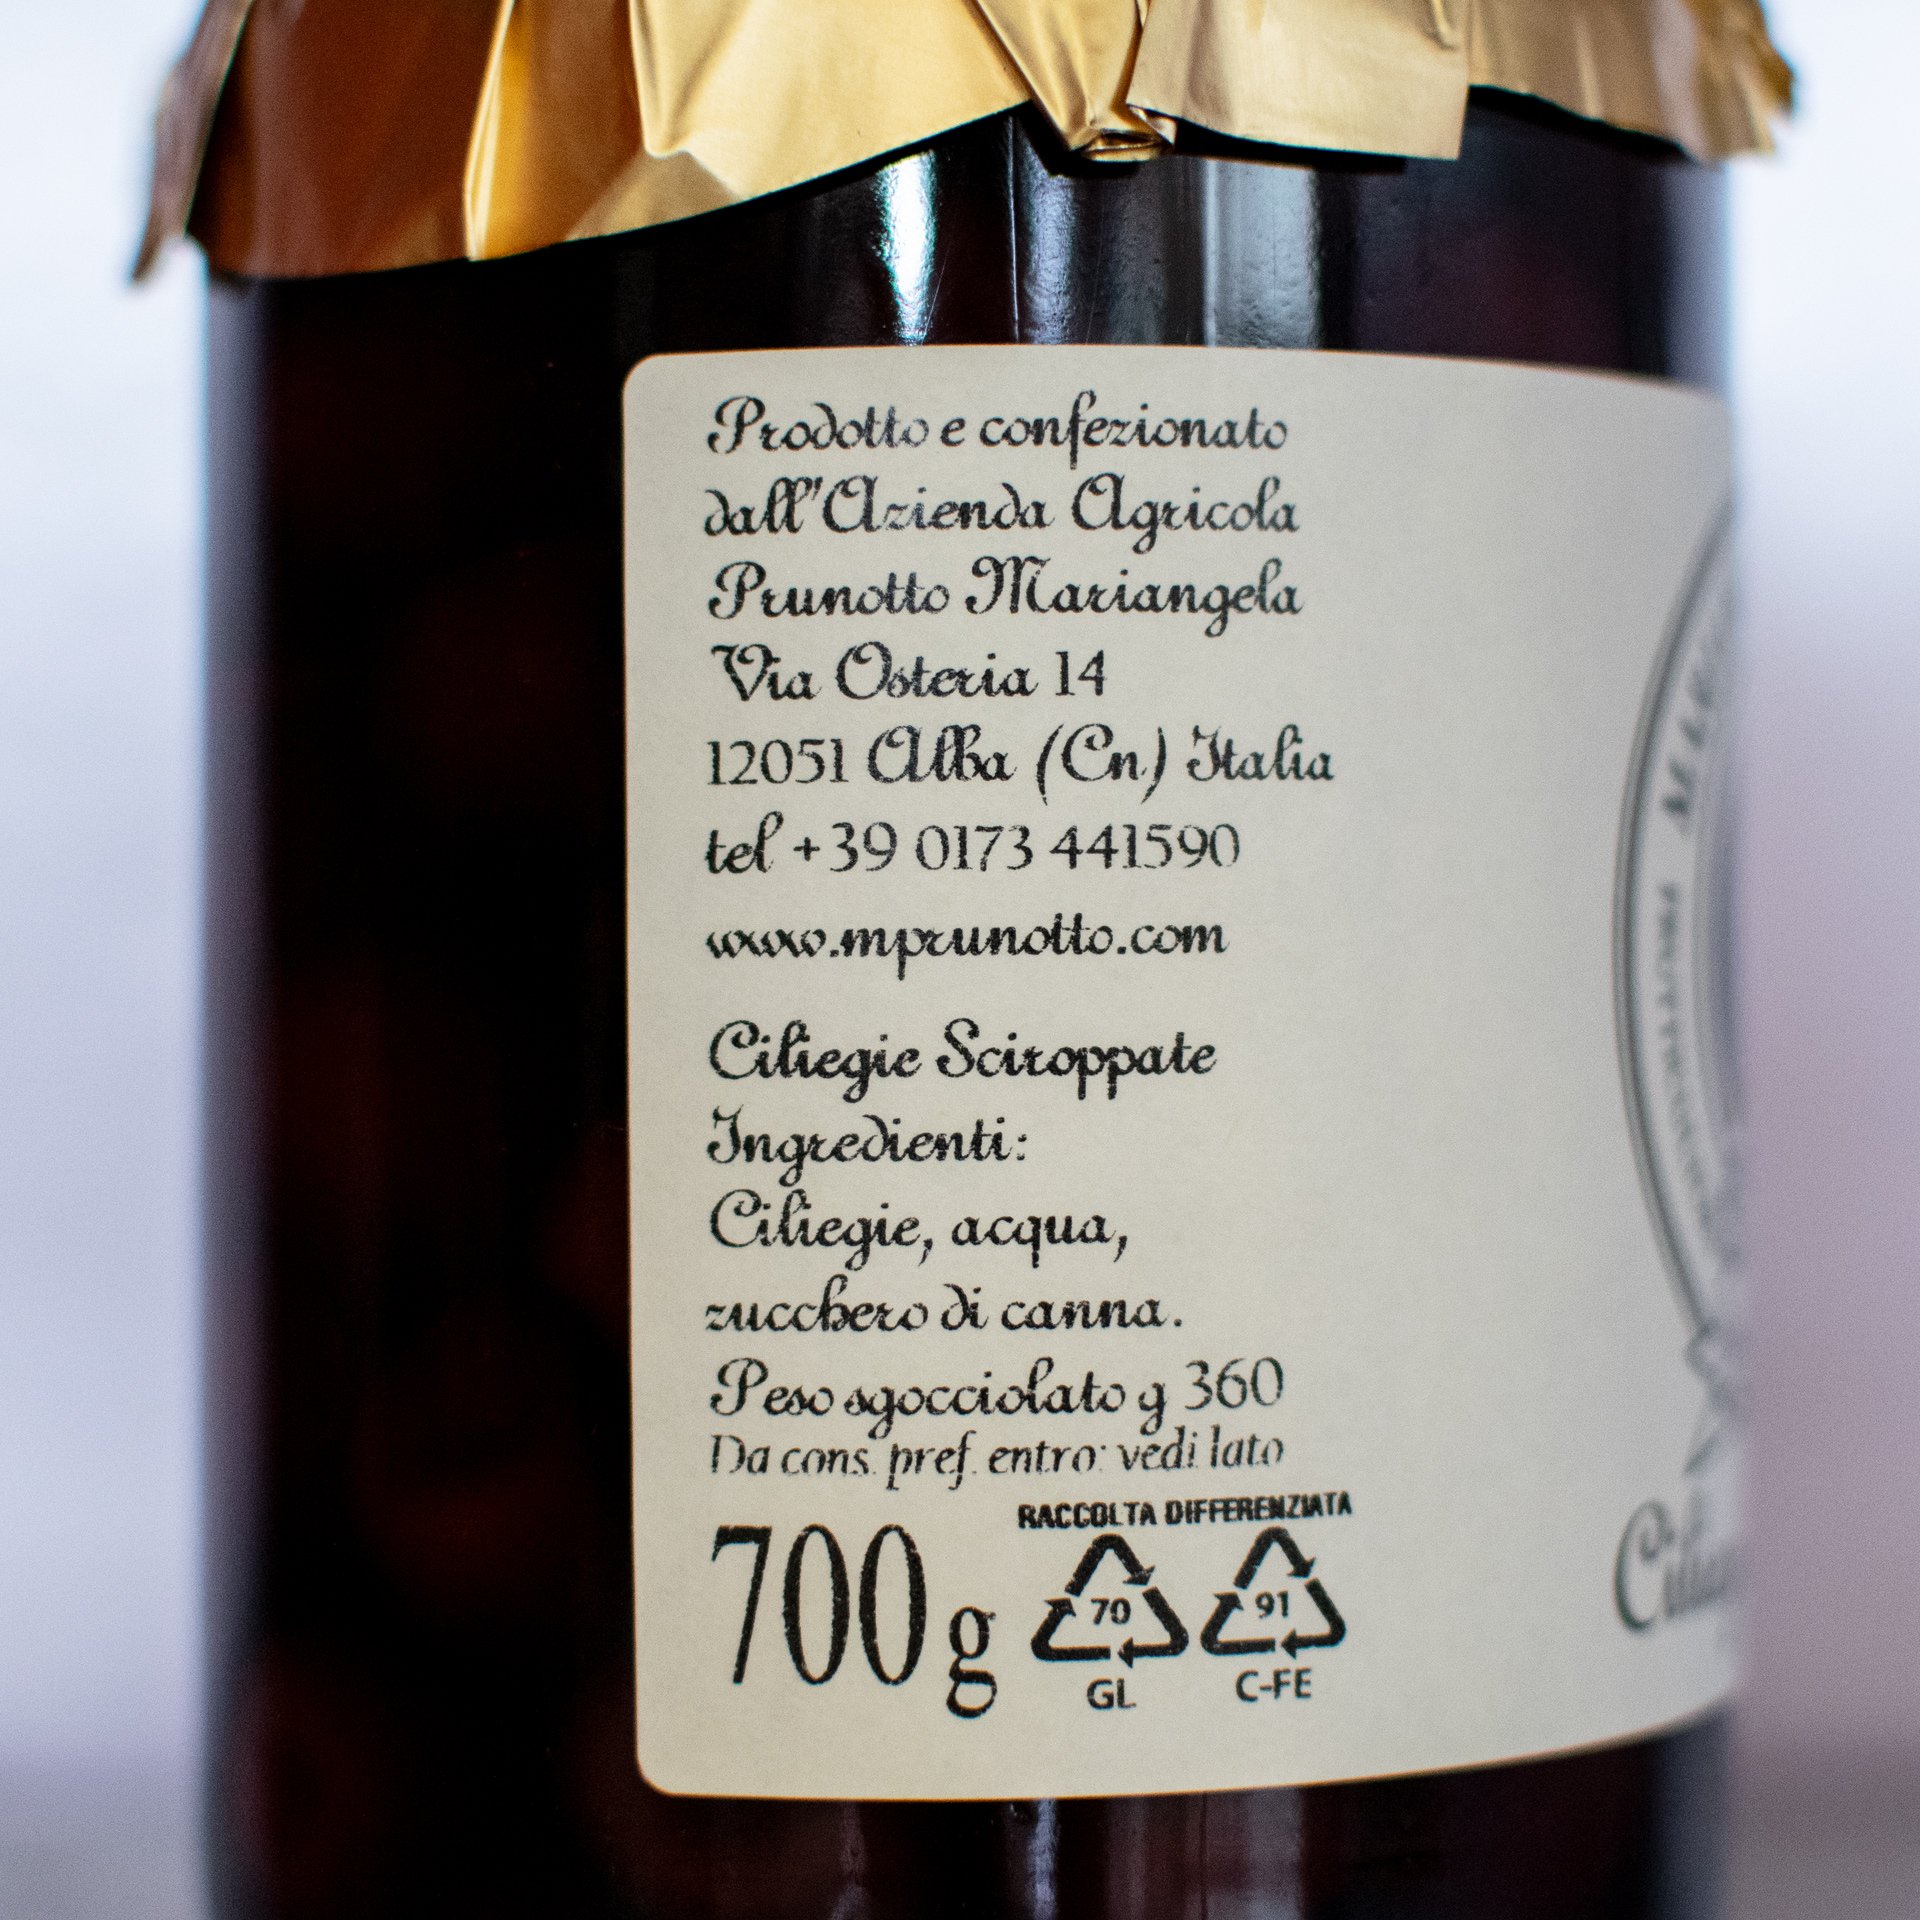 Prodotto e confezionato
dall'Azienda Agricola
Prunotto Mariangela
Via Osteria 14
12051 Alba (Cn) Italia
tel +39 0173 441590
www.mprunotto.com
Ciliegie Sciroppate
Ingredienti:
Ciliegie, acqua,
zucchero di canna.
Peso sgocciolato g 360
Da cons. pref. entro: vedi lato
RACCOLTA DIFFERENZIATA
700 g
70
91
GL
C-FE